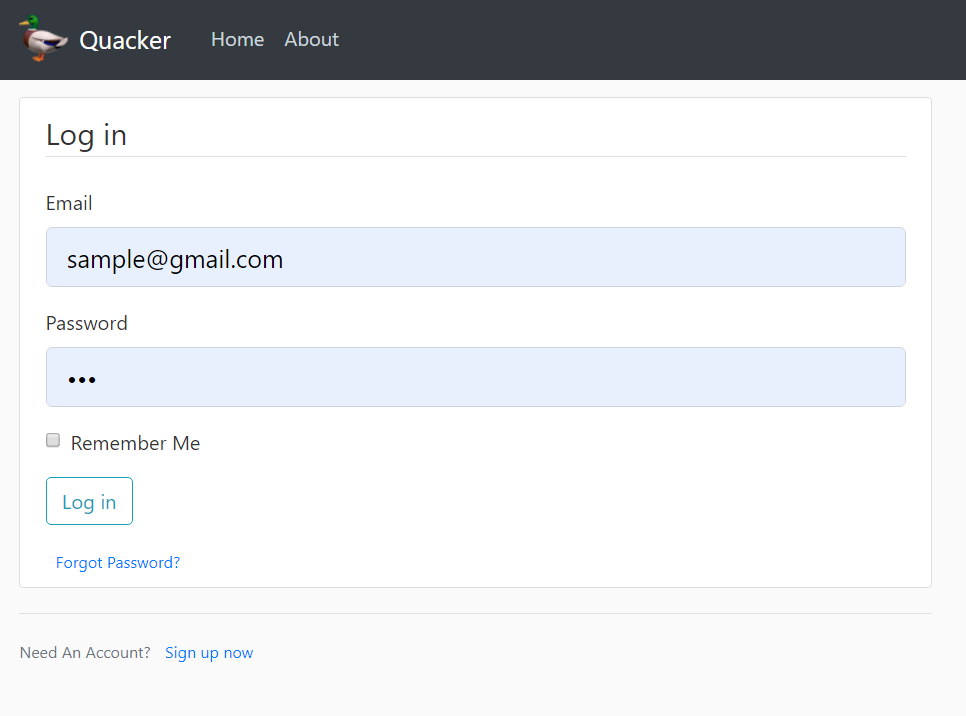 Quacker Home About
Log in
Email
sample@gmail.com
Password
•••
Remember Me
Log in
Forgot Password?
Need An Account? Sign up now